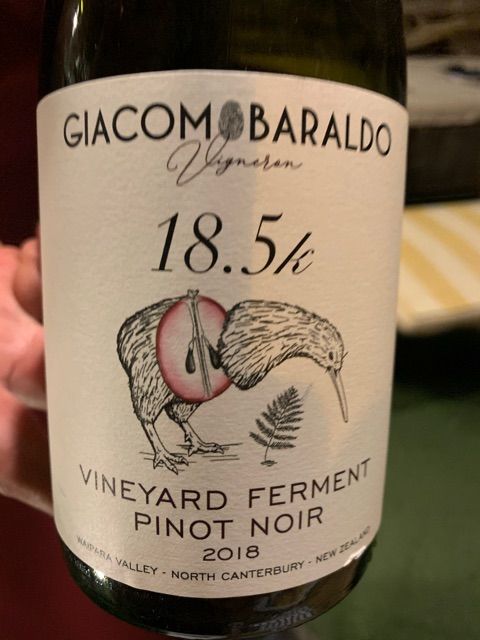 GIACOMO BARALDO
Vigneron
18.5k
VINEYARD FERMENT
PINOT NOIR
2018
WAIPARA VALLEY - NORTH CANTERBURY - NEW ZEALAND